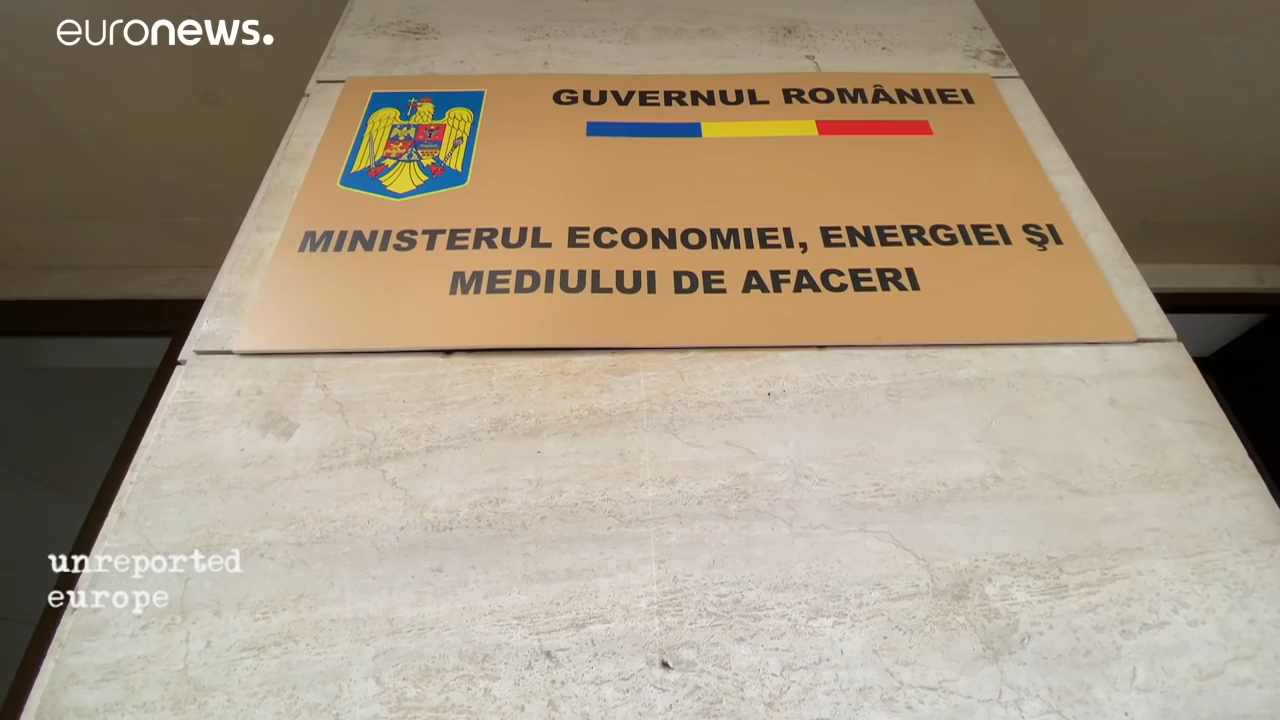 euronews.
GUVERNUL ROMÂNIEI
MINISTERUL ECONOMIEI, ENERGIEI ŞI
MEDIULUI DE AFACERI
unreported
europe